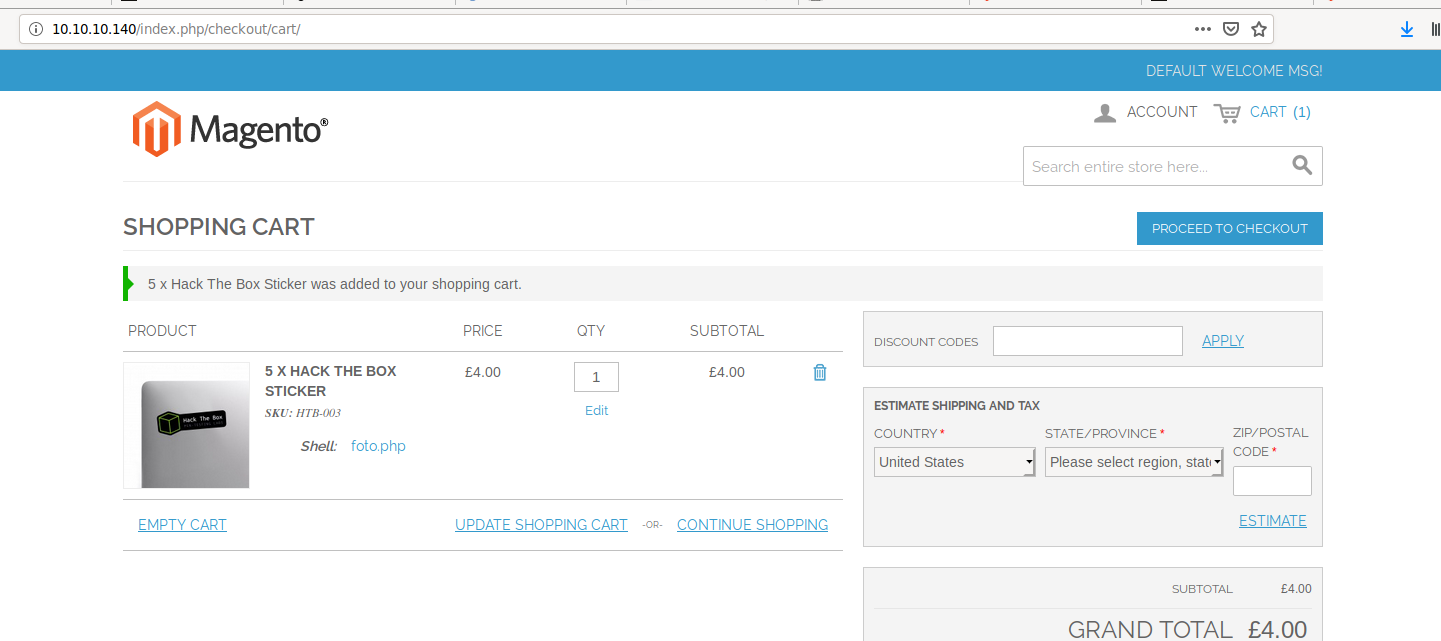 10.10.10.140/index.php/checkout/cart/
DEFAULT WELCOME MSG!
Magento®
ACCOUNT
CART (1)
Search entire store here...
SHOPPING CART
PROCEED TO CHECKOUT
5 x Hack The Box Sticker was added to your shopping cart.
PRODUCT PRICE QTY SUBTOTAL
Hack The Box
5 X HACK THE BOX
STICKER
SKU: HTB-003
Shell: foto.php
£4.00
1
Edit
£4.00
EMPTY CART
UPDATE SHOPPING CART -OR- CONTINUE SHOPPING
DISCOUNT CODES
APPLY
ESTIMATE SHIPPING AND TAX
COUNTRY *
United States
STATE/PROVINCE *
Please select region, stat
ZIP/POSTAL
CODE *
ESTIMATE
SUBTOTAL £4.00
GRAND TOTAL £4.00